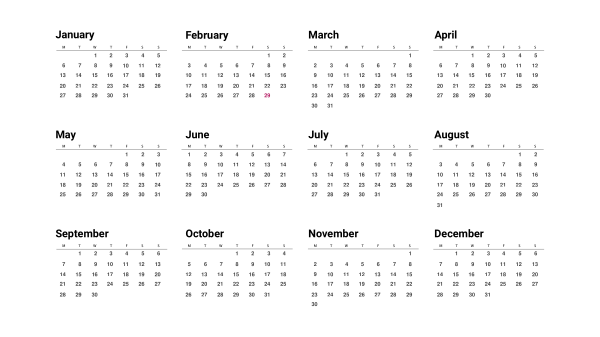 January
M T W T F S S
1 2 3 4 5
6 7 8 9 10 11 12
13 14 15 16 17 18 19
20 21 22 23 24 25 26
27 28 29 30 31
February
M T W T F S S
1 2
3 4 5 6 7 8 9
10 11 12 13 14 15 16
17 18 19 20 21 22 23
24 25 26 27 28 29
March
M T W T F S S
1
2 3 4 5 6 7 8
9 10 11 12 13 14 15
16 17 18 19 20 21 22
23 24 25 26 27 28 29
30 31
April
M T W T F S S
1 2 3 4 5
6 7 8 9 10 11 12
13 14 15 16 17 18 19
20 21 22 23 24 25 26
27 28 29 30
May
M T W T F S S
1 2 3
4 5 6 7 8 9 10
11 12 13 14 15 16 17
18 19 20 21 22 23 24
25 26 27 28 29 30 31
June
M T W T F S S
1 2 3 4 5 6 7
8 9 10 11 12 13 14
15 16 17 18 19 20 21
22 23 24 25 26 27 28
29 30
July
M T W T F S S
1 2 3 4 5
6 7 8 9 10 11 12
13 14 15 16 17 18 19
20 21 22 23 24 25 26
27 28 29 30 31
August
M T W T F S S
1 2
3 4 5 6 7 8 9
10 11 12 13 14 15 16
17 18 19 20 21 22 23
24 25 26 27 28 29 30
31
September
M T W T F S S
1 2 3 4 5 6
7 8 9 10 11 12 13
14 15 16 17 18 19 20
21 22 23 24 25 26 27
28 29 30
October
M T W T F S S
1 2 3 4
5 6 7 8 9 10 11
12 13 14 15 16 17 18
19 20 21 22 23 24 25
26 27 28 29 30 31
November
M T W T F S S
1
2 3 4 5 6 7 8
9 10 11 12 13 14 15
16 17 18 19 20 21 22
23 24 25 26 27 28 29
30
December
M T W T F S S
1 2 3 4 5 6
7 8 9 10 11 12 13
14 15 16 17 18 19 20
21 22 23 24 25 26 27
28 29 30 31